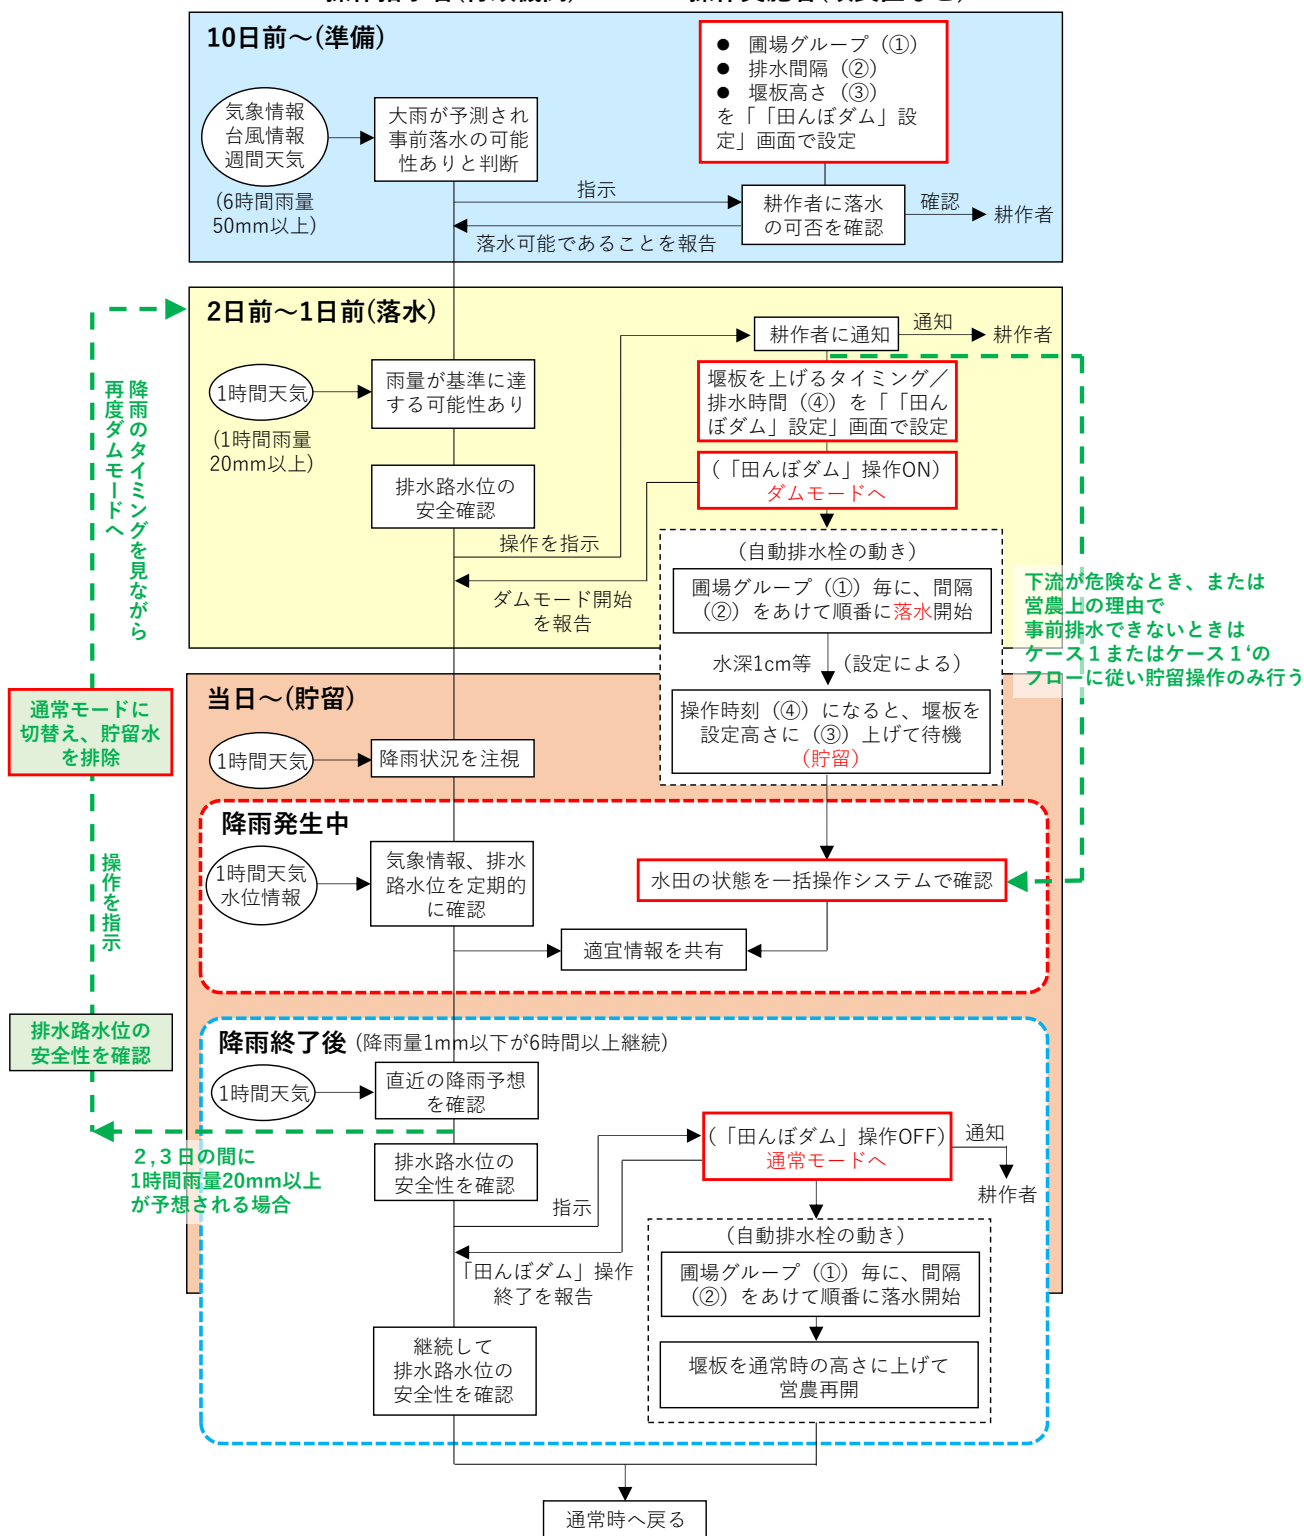 10日前～(準備)
● 圃場グループ（①）
● 排水間隔（②）
● 堰板高さ（③）
を「「田んぼダム」設
定」画面で設定
気象情報
台風情報
週間天気
(6時間雨量
50mm以上)
大雨が予測され
事前落水の可能
性ありと判断
指示
耕作者に落水
の可否を確認
確認
耕作者
落水可能であることを報告
2日前～1日前(落水)
1時間天気
(1時間雨量
20mm以上)
雨量が基準に達
する可能性あり
排水路水位の
安全確認
操作を指示
ダムモード開始
を報告
耕作者に通知
通知
耕作者
堰板を上げるタイミング／
排水時間（④）を「「田ん
ぼダム」設定」画面で設定
(「田んぼダム」操作ON)
ダムモードへ
(自動排水栓の動き)
圃場グループ（①）毎に、間隔
（②）をあけて順番に落水開始
水深1cm等
(設定による)
操作時刻（④）になると、堰板を
設定高さに（③）上げて待機
(貯留)
下流が危険なとき、または
営農上の理由で
事前排水できないときは
ケース１またはケース１‘の
フローに従い貯留操作のみ行う
降雨のタイミングを見ながら
再度ダムモードへ
通常モードに
切替え、貯留水
を排除
操作を指示
排水路水位の
安全性を確認
当日～(貯留)
1時間天気
降雨状況を注視
降雨発生中
1時間天気
水位情報
気象情報、排水
路水位を定期的
に確認
水田の状態を一括操作システムで確認
適宜情報を共有
降雨終了後 (降雨量1mm以下が6時間以上継続)
1時間天気
直近の降雨予想
を確認
２,３日の間に
1時間雨量20mm以上
が予想される場合
排水路水位の
安全性を確認
指示
(「田んぼダム」操作OFF)
通常モードへ
通知
耕作者
「田んぼダム」操作
終了を報告
(自動排水栓の動き)
圃場グループ（①）毎に、間隔
（②）をあけて順番に落水開始
堰板を通常時の高さに上げて
営農再開
継続して
排水路水位の
安全性を確認
通常時へ戻る